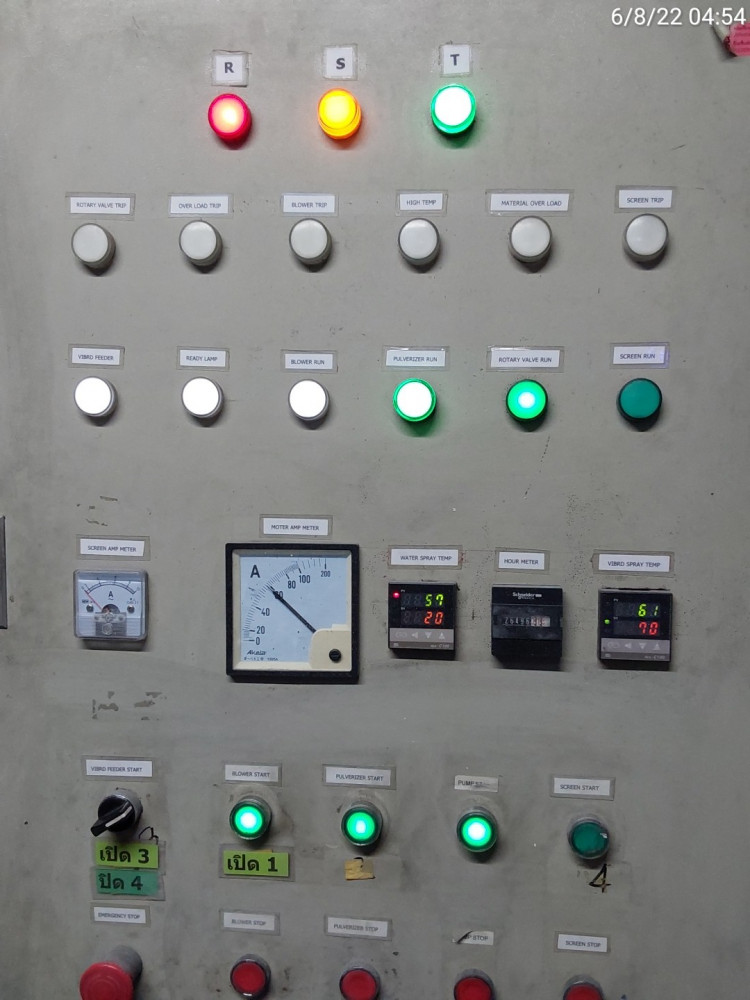 6/8/22 04:54
R
S
T
ROTARY VALVE TRIP
OVER LOAD TRIP
BLOWER TRIP
HIGH TEMP
MATERIAL OVER LOAD
SCREEN TRIP
VIBRO FEEDER
READY LAMP
BLOWER RUN
PULVERIZER RUN
ROTARY VALVE RUN
SCREEN RUN
SCREEN AMP METER
MOTER AMP METER
WATER SPRAY TEMP
HOUR METER
VIBRO SPRAY TEMP
A
A
0
20
40
60
80
100
200
57
20
Schneider
61
70
VIBRO FEEDER START
BLOWER START
PULVERIZER START
SCREEN START
เปิด 3
ปิด 4
เปิด 1
2
4
EMERGENCY STOP
BLOWER STOP
PULVERIZER STOP
STOP
SCREEN STOP